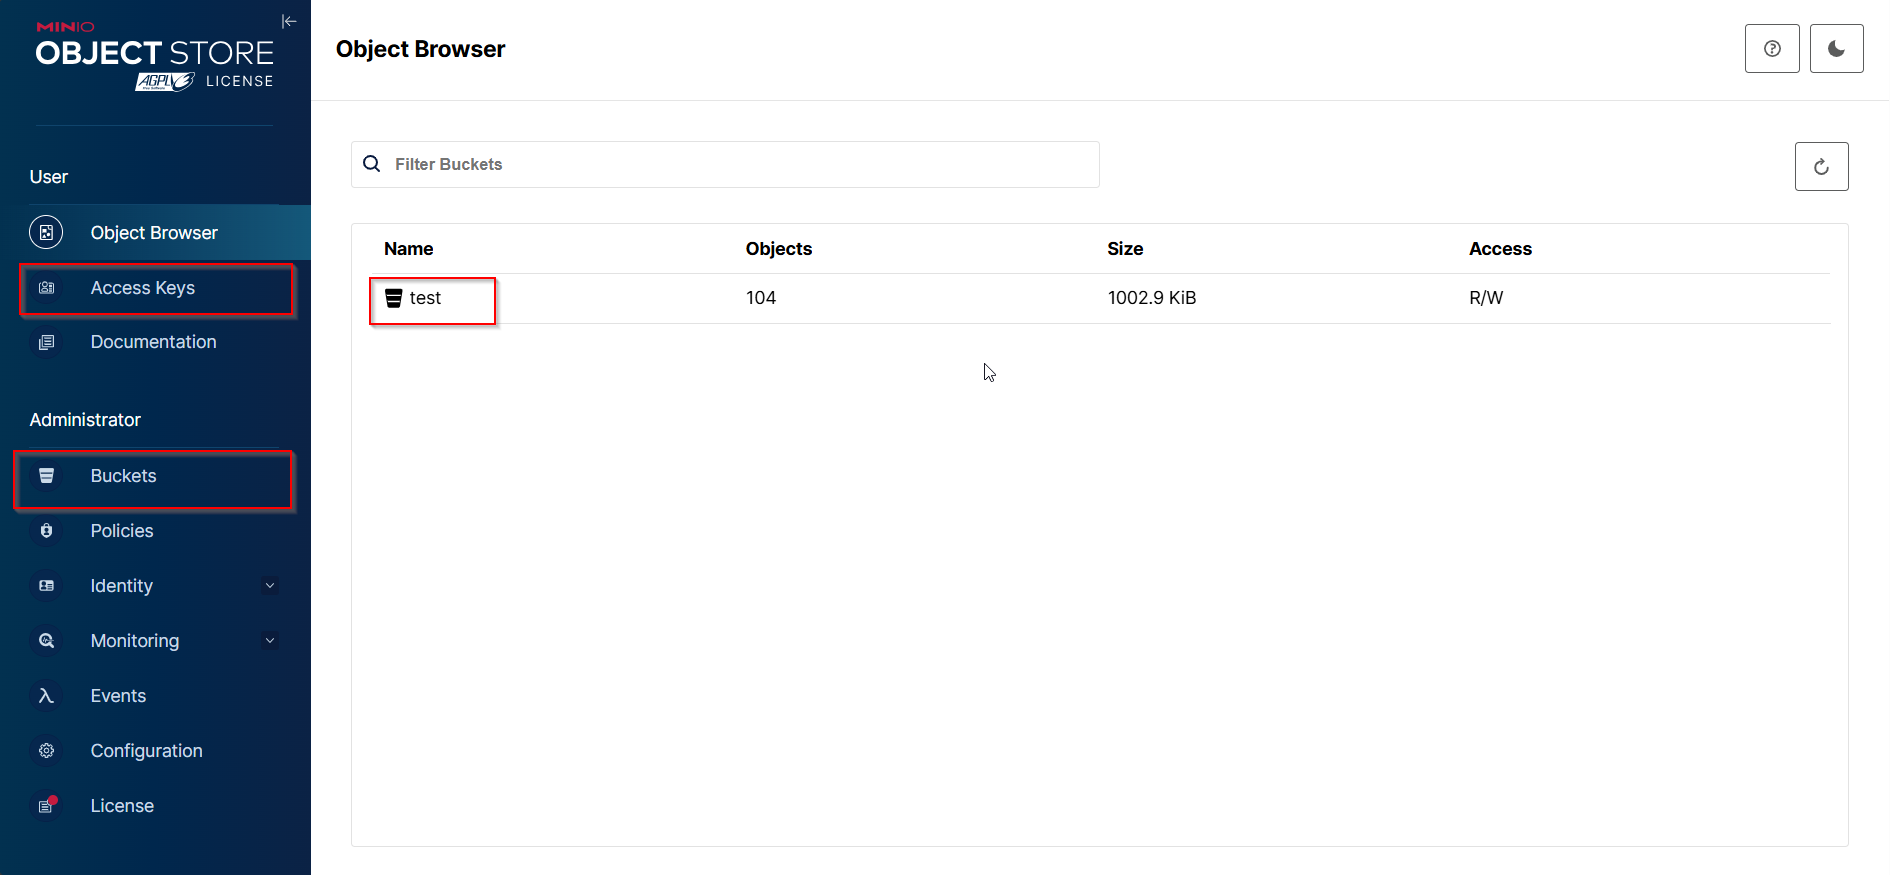 MINIO
OBJECT STORE
AGPL v3 LICENSE
User
Object Browser
Access Keys
Documentation
Administrator
Buckets
Policies
Identity
Monitoring
Events
Configuration
License
Object Browser
Filter Buckets
Name Objects Size Access
test 104 1002.9 KiB R/W